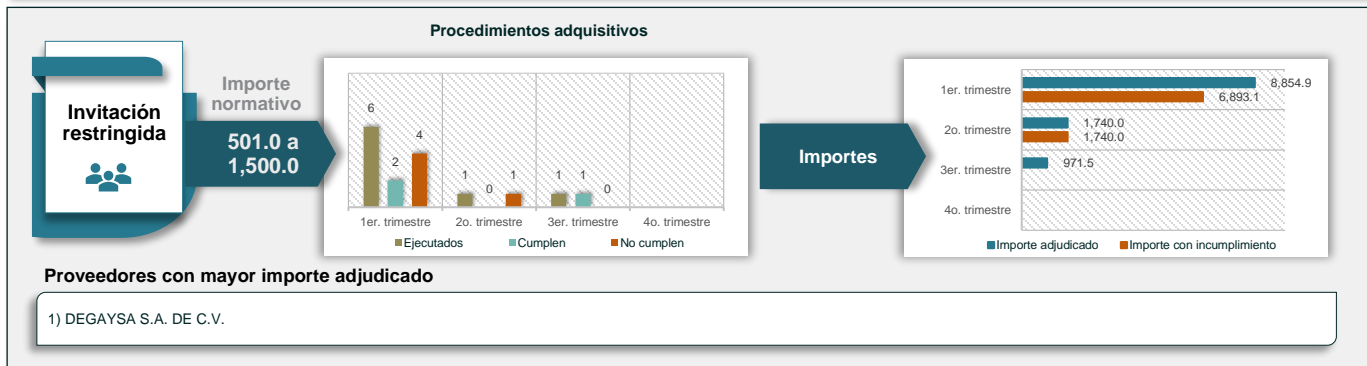 Procedimientos adquisitivos
Invitación
restringida
Importe
normativo
501.0 a
1,500.0
6
2
4
1
0
1
1
1
0
1er. trimestre
2o. trimestre
3er. trimestre
4o. trimestre
Ejecutados
Cumplen
No cumplen
Importes
1er. trimestre
8,854.9
6,893.1
2o. trimestre
1,740.0
1,740.0
3er. trimestre
971.5
4o. trimestre
Importe adjudicado
Importe con incumplimiento
Proveedores con mayor importe adjudicado
1) DEGAYSA S.A. DE C.V.